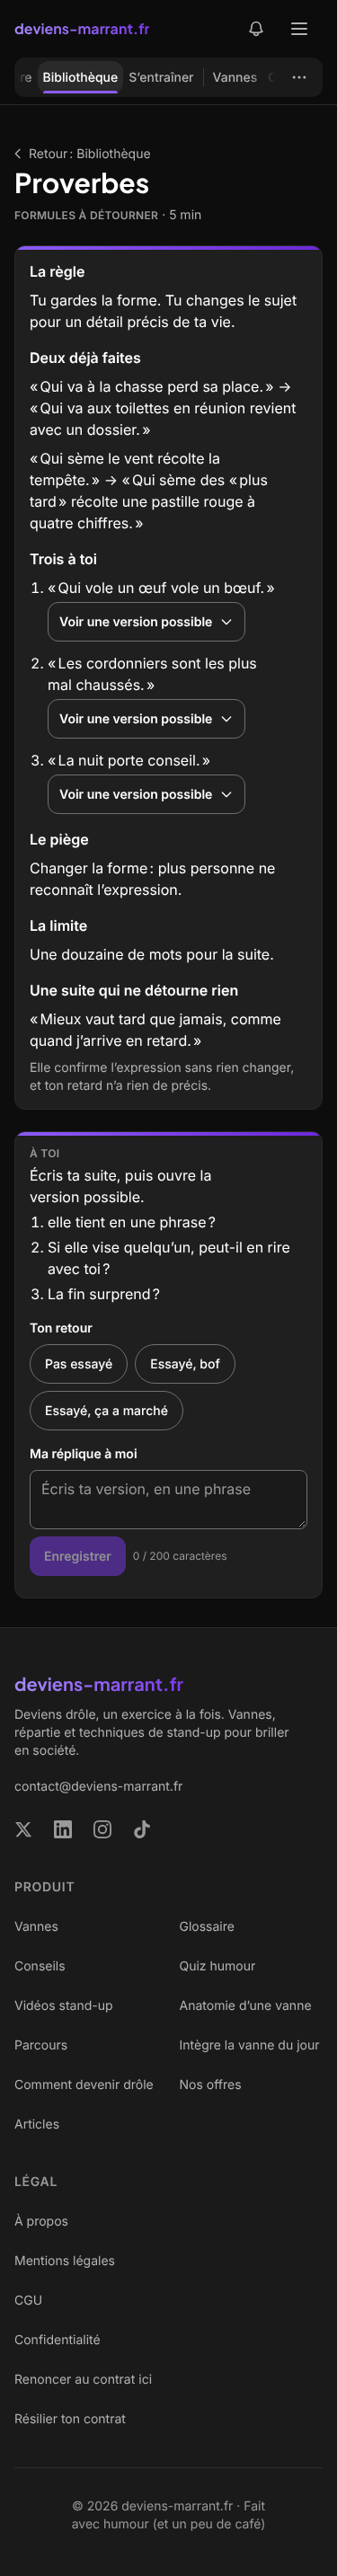 deviens-marrant.fr
re Bibliothèque S’entraîner Vannes
Retour : Bibliothèque
Proverbes
FORMULES À DÉTOURNER · 5 min
La règle
Tu gardes la forme. Tu changes le sujet
pour un détail précis de ta vie.
Deux déjà faites
« Qui va à la chasse perd sa place. » →
« Qui va aux toilettes en réunion revient
avec un dossier. »
« Qui sème le vent récolte la
tempête. » → « Qui sème des « plus
tard » récolte une pastille rouge à
quatre chiffres. »
Trois à toi
1. « Qui vole un œuf vole un bœuf. »
Voir une version possible
2. « Les cordonniers sont les plus
mal chaussés. »
Voir une version possible
3. « La nuit porte conseil. »
Voir une version possible
Le piège
Changer la forme : plus personne ne
reconnaît l’expression.
La limite
Une douzaine de mots pour la suite.
Une suite qui ne détourne rien
« Mieux vaut tard que jamais, comme
quand j’arrive en retard. »
Elle confirme l’expression sans rien changer,
et ton retard n’a rien de précis.
À TOI
Écris ta suite, puis ouvre la
version possible.
1. elle tient en une phrase ?
2. Si elle vise quelqu’un, peut-il en rire
avec toi ?
3. La fin surprend ?
Ton retour
Pas essayé Essayé, bof
Essayé, ça a marché
Ma réplique à moi
Écris ta version, en une phrase
Enregistrer 0 / 200 caractères
deviens-marrant.fr
Deviens drôle, un exercice à la fois. Vannes,
répartie et techniques de stand-up pour briller
en société.
contact@deviens-marrant.fr
PRODUIT
Vannes Glossaire
Conseils Quiz humour
Vidéos stand-up Anatomie d’une vanne
Parcours Intègre la vanne du jour
Comment devenir drôle Nos offres
Articles
LÉGAL
À propos
Mentions légales
CGU
Confidentialité
Renoncer au contrat ici
Résilier ton contrat
© 2026 deviens-marrant.fr · Fait
avec humour (et un peu de café)